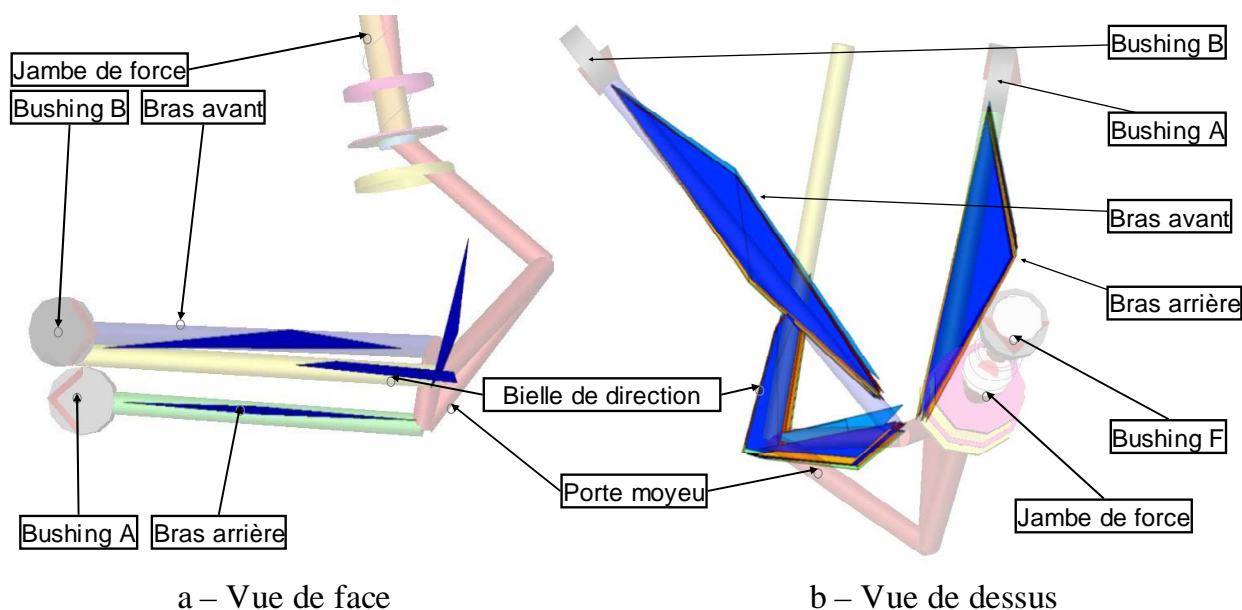 Jambe de force
Bushing B
Bras avant
Bushing A
Bras arrière
Bielle de direction
Porte moyeu
Bushing B
Bushing A
Bras avant
Bras arrière
Bushing F
Jambe de force
a – Vue de face
b – Vue de dessus